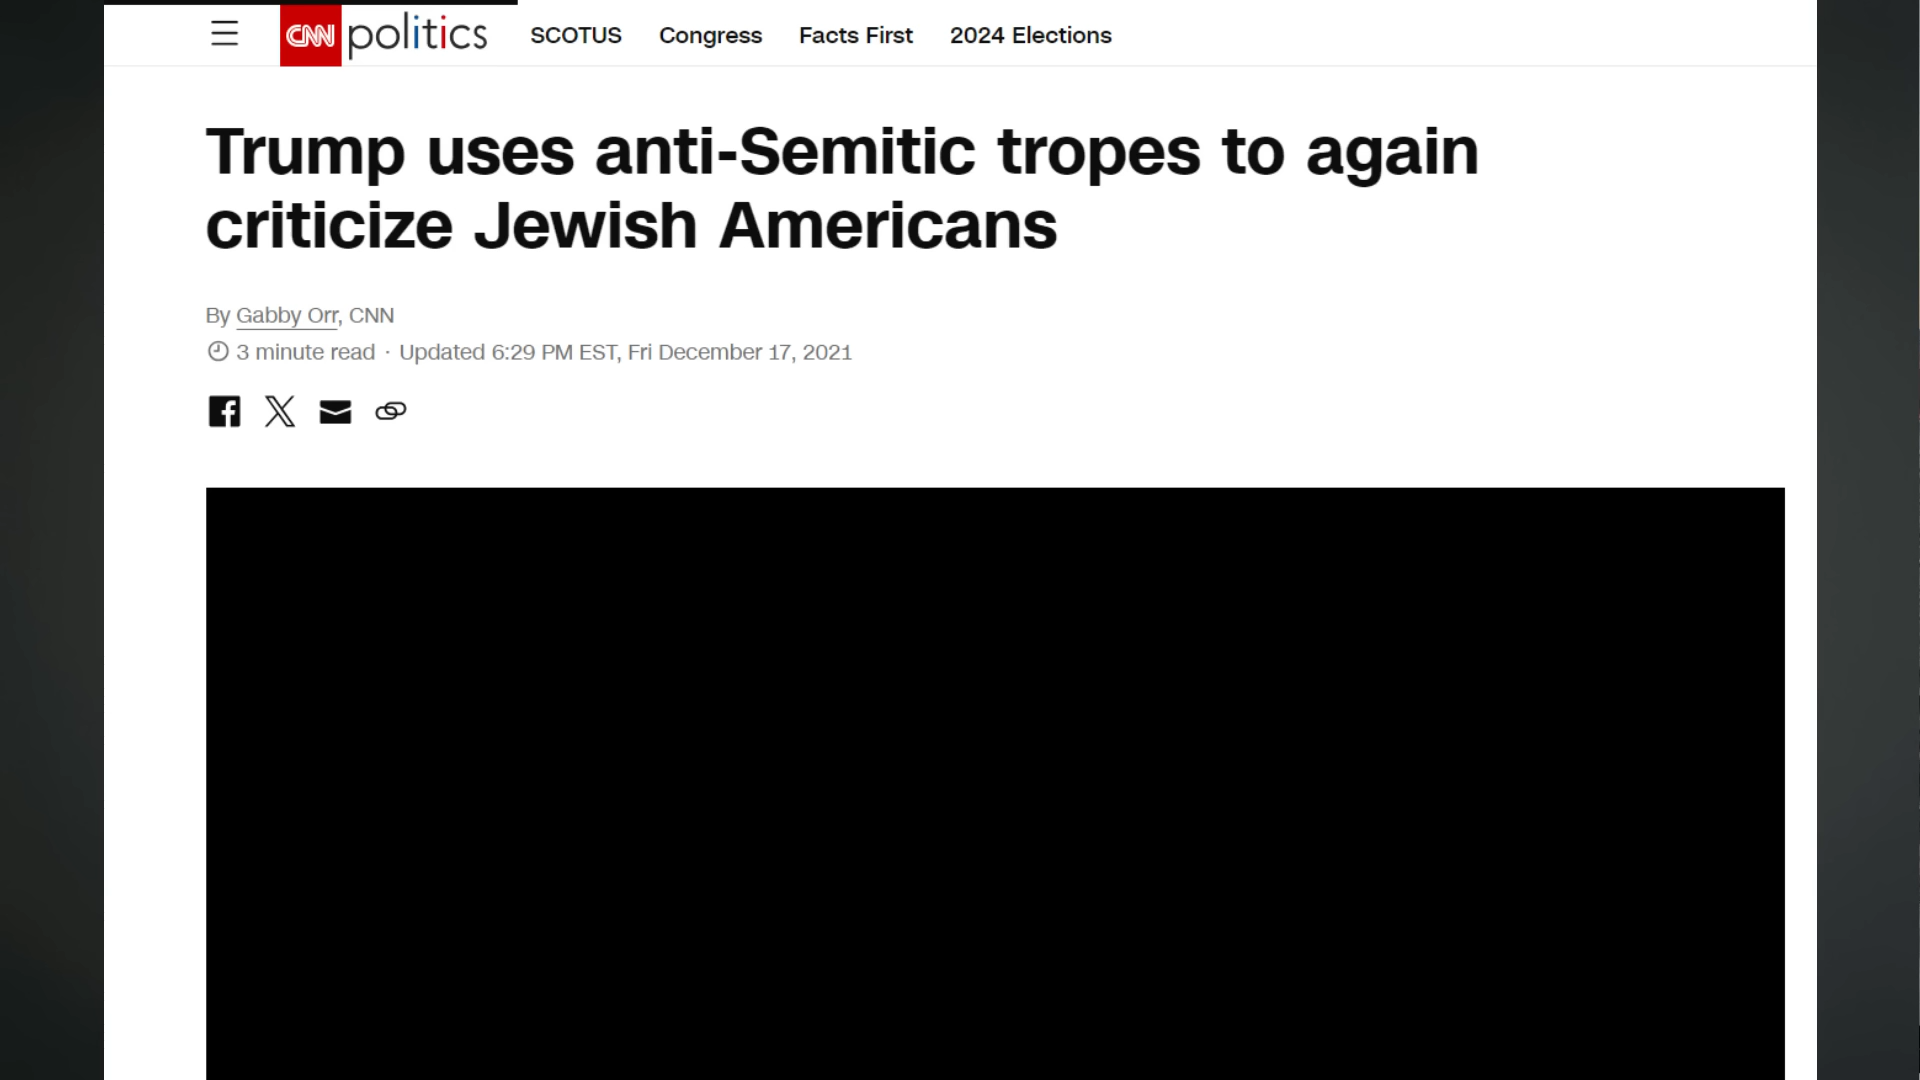 CNN politics SCOTUS Congress Facts First 2024 Elections
Trump uses anti-Semitic tropes to again
criticize Jewish Americans
By Gabby Orr, CNN
3 minute read · Updated 6:29 PM EST, Fri December 17, 2021